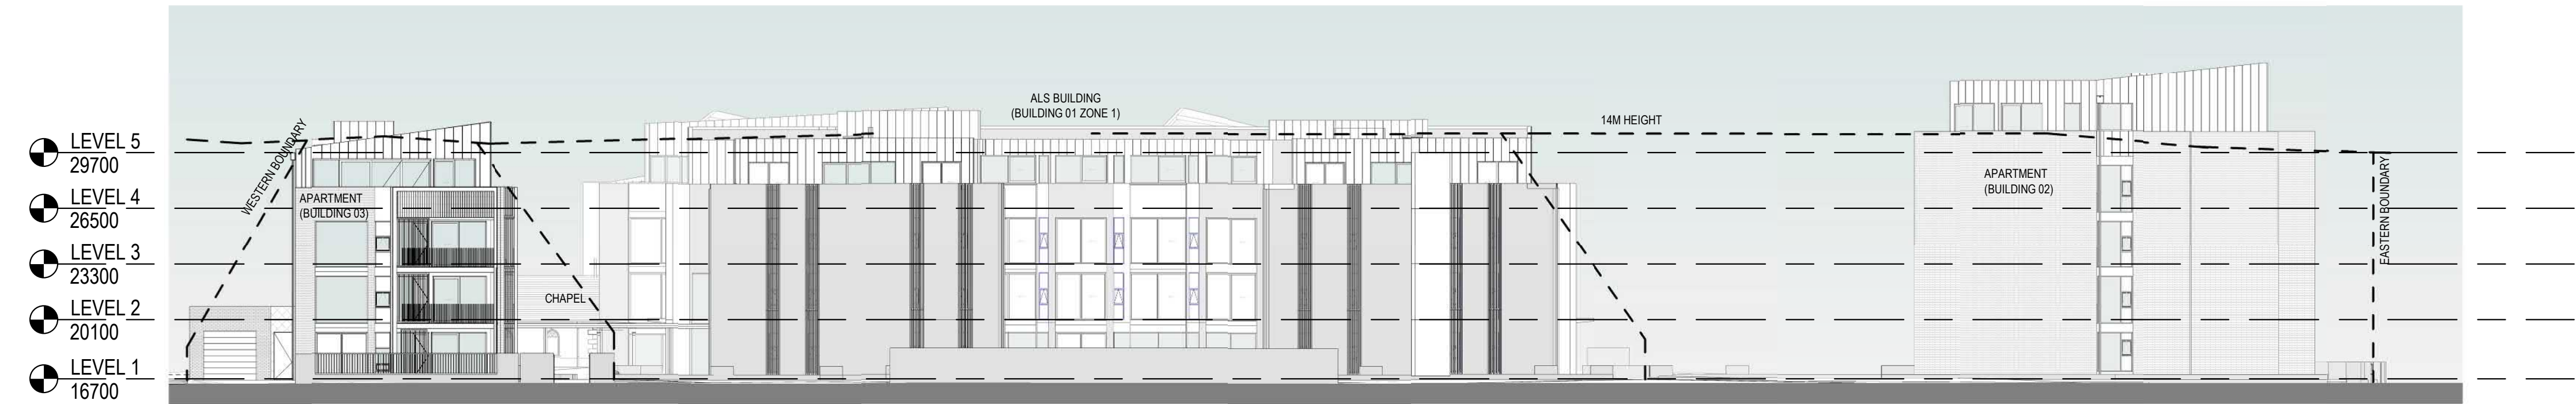 LEVEL 5
29700
LEVEL 4
26500
LEVEL 3
23300
LEVEL 2
20100
LEVEL 1
16700
WESTERN BOUNDARY
APARTMENT
(BUILDING 03)
CHAPEL
ALS BUILDING
(BUILDING 01 ZONE 1)
14M HEIGHT
APARTMENT
(BUILDING 02)
EASTERN BOUNDARY